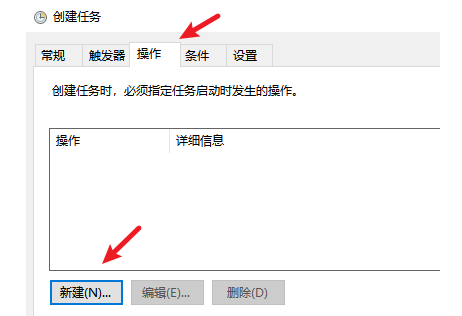 创建任务
常规 触发器 操作 条件 设置
创建任务时，必须指定任务启动时发生的操作。
操作 详细信息
新建(N)... 编辑(E)... 删除(D)